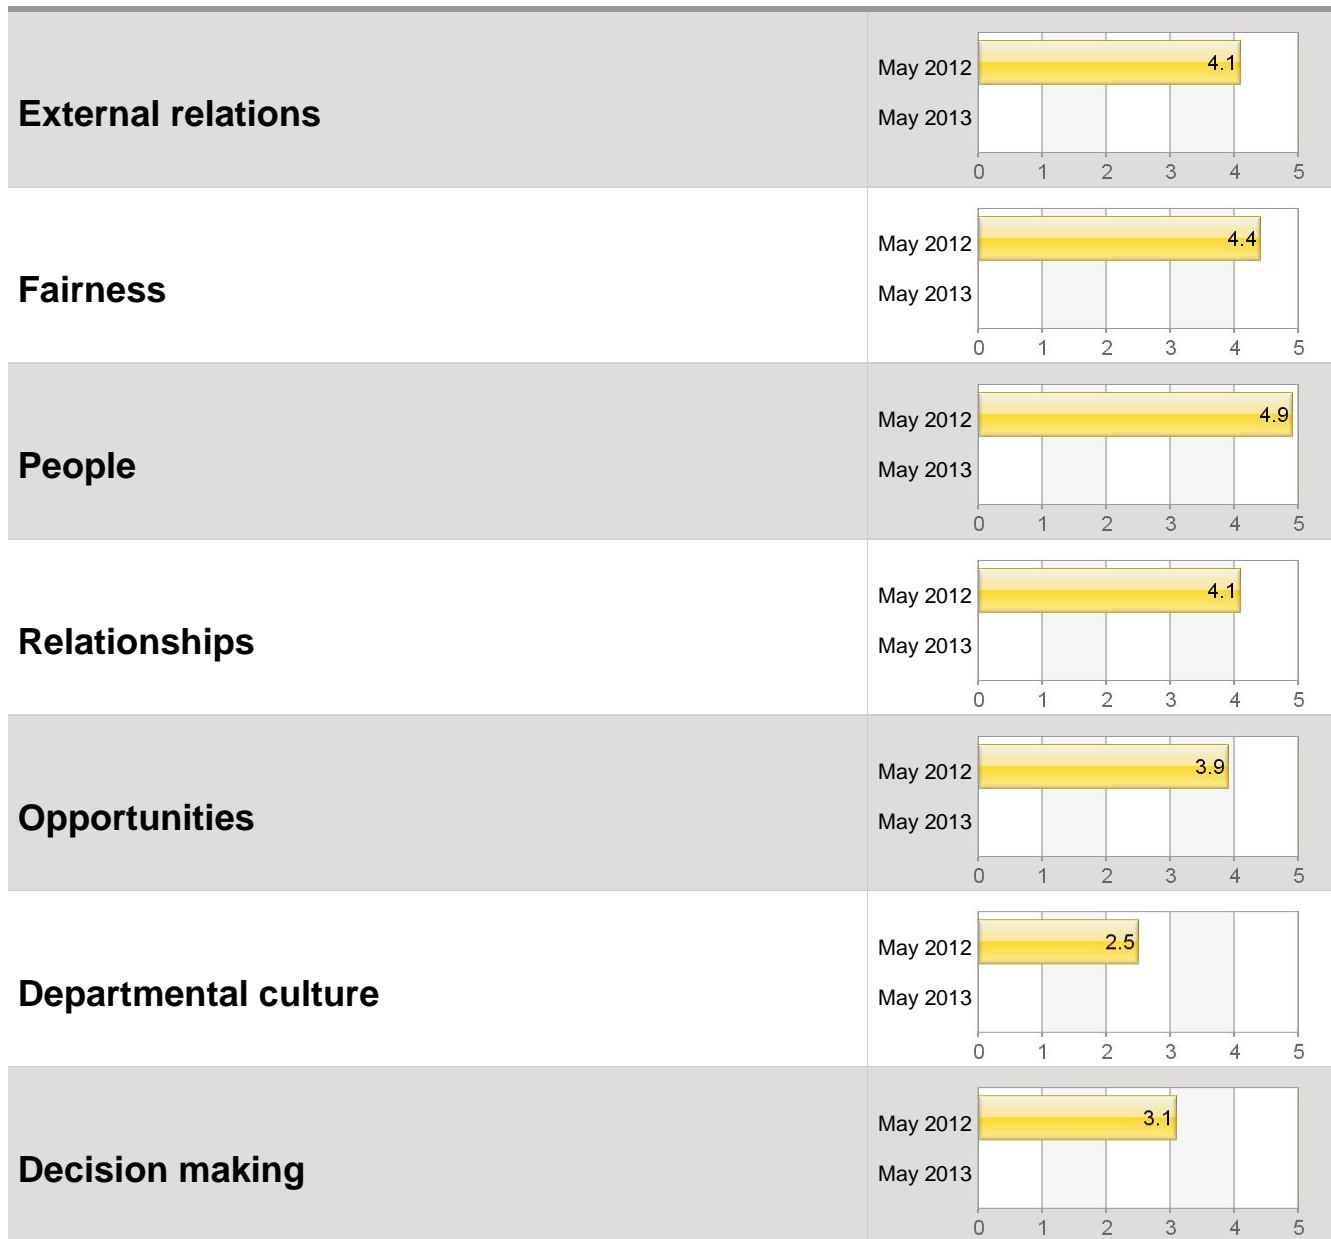 External relations
May 2012
4.1
May 2013
0 1 2 3 4 5
Fairness
May 2012
4.4
May 2013
0 1 2 3 4 5
People
May 2012
4.9
May 2013
0 1 2 3 4 5
Relationships
May 2012
4.1
May 2013
0 1 2 3 4 5
Opportunities
May 2012
3.9
May 2013
0 1 2 3 4 5
Departmental culture
May 2012
2.5
May 2013
0 1 2 3 4 5
Decision making
May 2012
3.1
May 2013
0 1 2 3 4 5